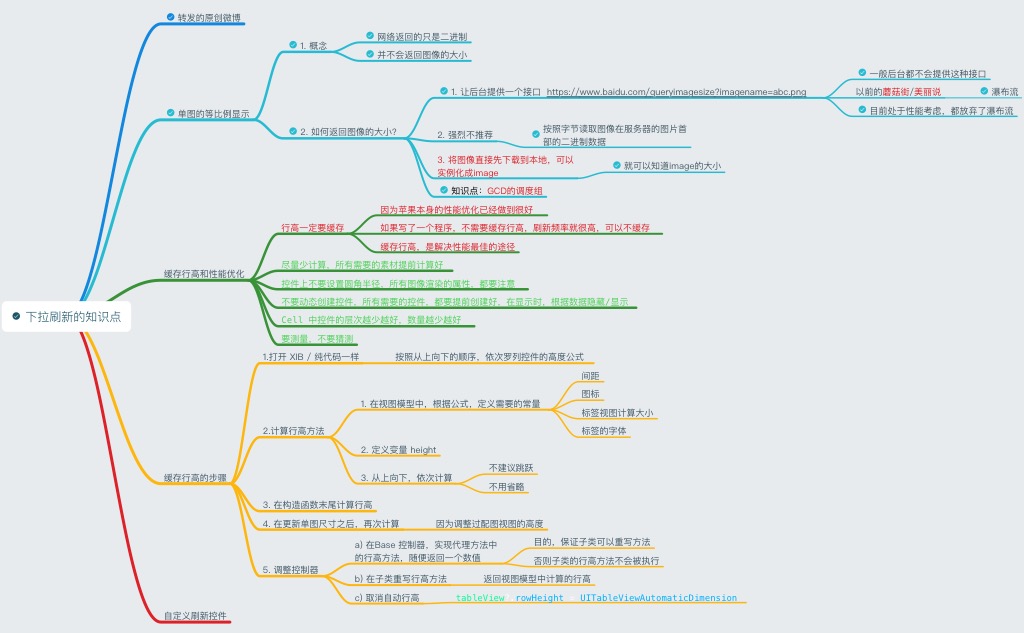 下拉刷新的知识点
转发的原创微博
单图的等比例显示
1. 概念
网络返回的只是二进制
并不会返回图像的大小
2. 如何返回图像的大小?
1. 让后台提供一个接口 https://www.baidu.com/queryimagesize?imagename=abc.png
一般后台都不会提供这种接口
以前的蘑菇街/美丽说
瀑布流
目前处于性能考虑，都放弃了瀑布流
2. 强烈不推荐
按照字节读取图像在服务器的图片首
部的二进制数据
3. 将图像直接先下载到本地，可以
实例化成image
就可以知道image的大小
知识点：GCD的调度组
缓存行高和性能优化
行高一定要缓存
因为苹果本身的性能优化已经做到很好
如果写了一个程序，不需要缓存行高，刷新频率就很高，可以不缓存
缓存行高，是解决性能最佳的途径
尽量少计算，所有需要的素材提前计算好
控件上不要设置圆角半径，所有图像渲染的属性，都要注意
不要动态创建控件，所有需要的控件，都要提前创建好，在显示时，根据数据隐藏/显示
Cell 中控件的层次越少越好，数量越少越好
要测量，不要猜测
缓存行高的步骤
1.打开 XIB / 纯代码一样
按照从上向下的顺序，依次罗列控件的高度公式
2.计算行高方法
1. 在视图模型中，根据公式，定义需要的常量
间距
图标
标签视图计算大小
标签的字体
2. 定义变量 height
3. 从上向下，依次计算
不建议跳跃
不用省略
3. 在构造函数末尾计算行高
4. 在更新单图尺寸之后，再次计算
因为调整过配图视图的高度
5. 调整控制器
a) 在Base 控制器，实现代理方法中
的行高方法，随便返回一个数值
目的，保证子类可以重写方法
否则子类的行高方法不会被执行
b) 在子类重写行高方法
返回视图模型中计算的行高
c) 取消自动行高
tableView rowHeight UITableViewAutomaticDimension
自定义刷新控件